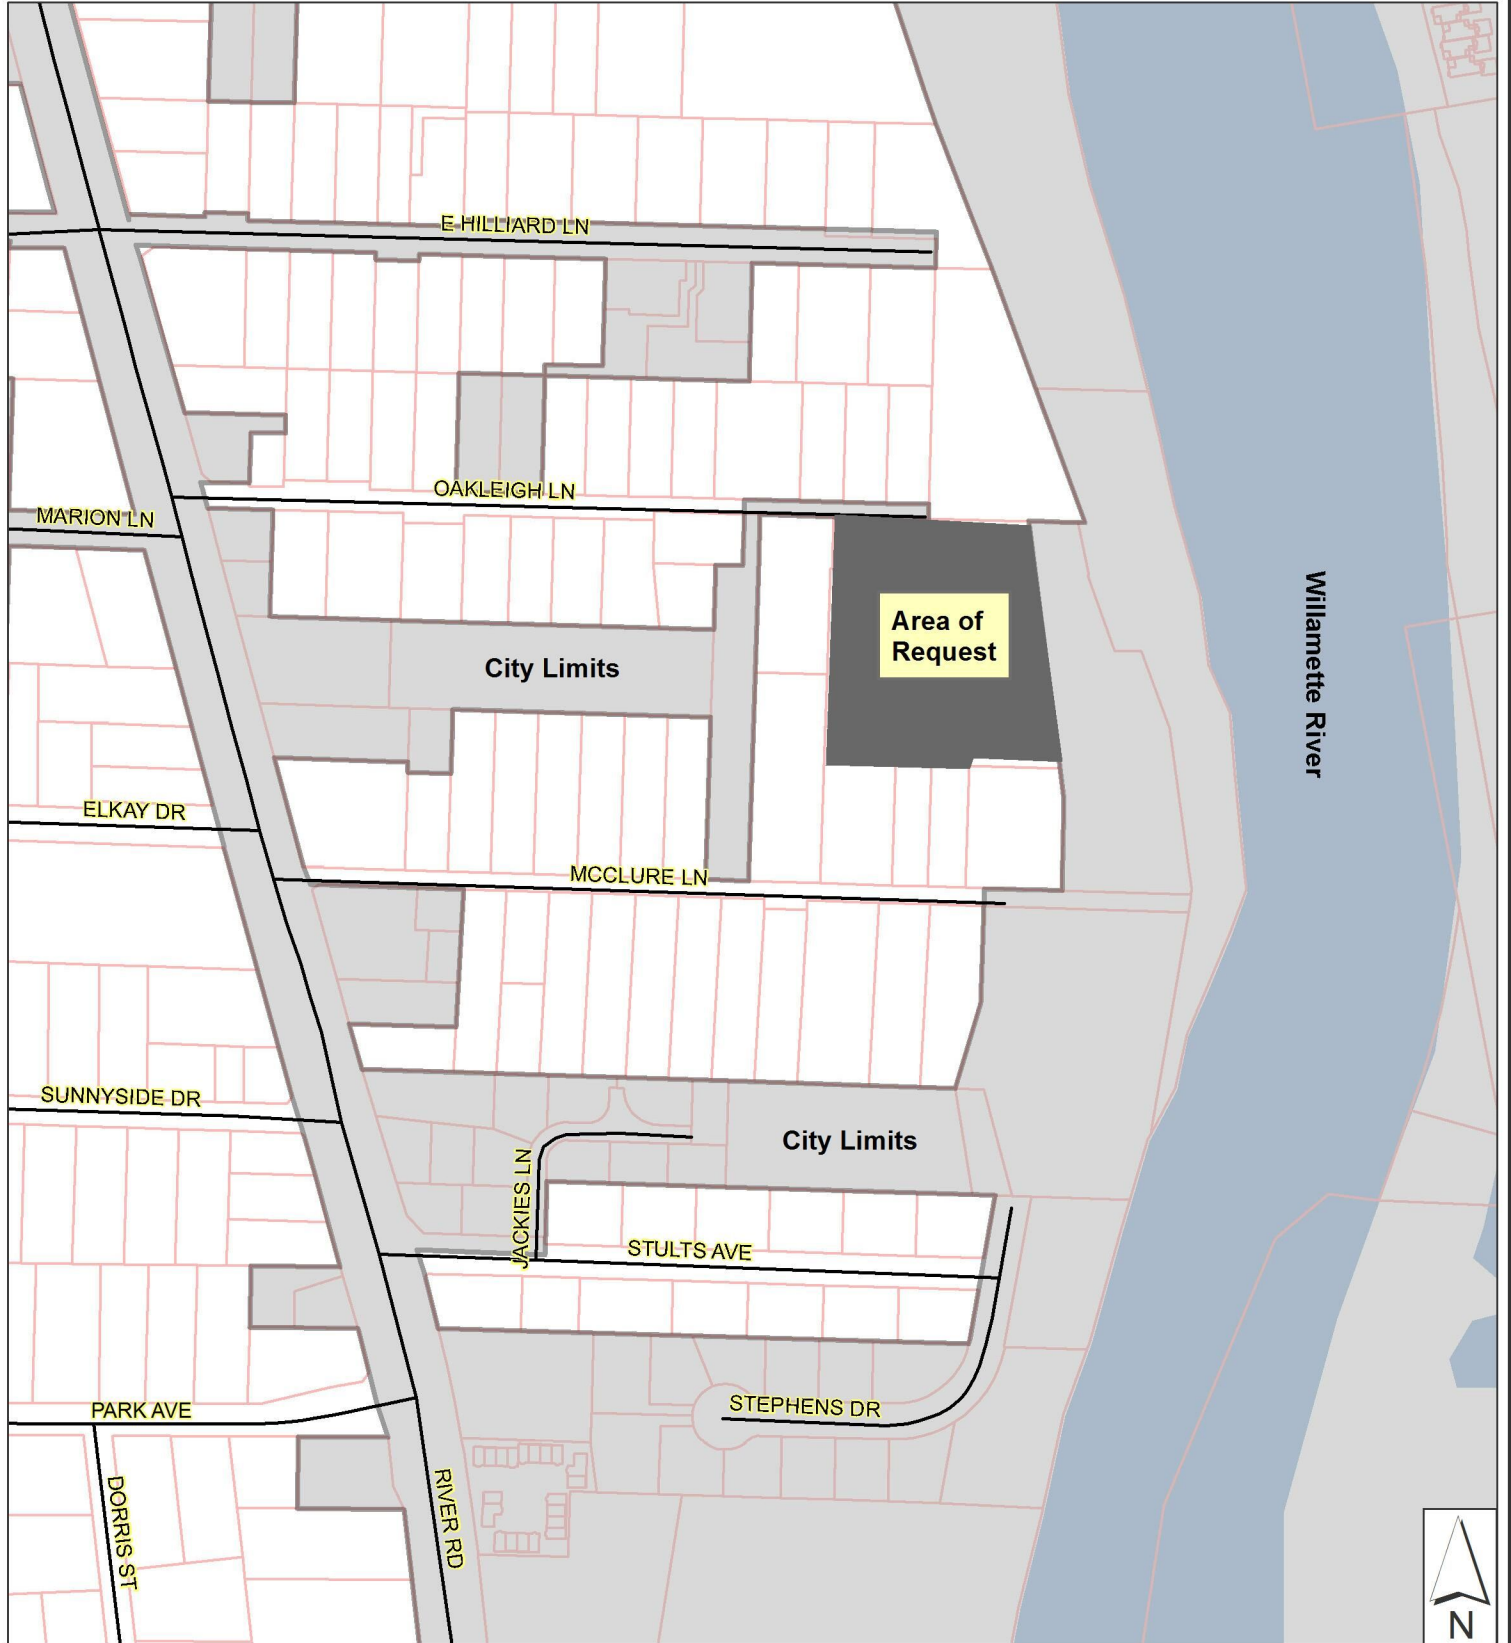 E HILLIARD LN
OAKLEIGH LN
MARION LN
Willamette River
Area of
Request
City Limits
ELKAY DR
MCCLURE LN
SUNNYSIDE DR
City Limits
JACKIES LN
STULTS AVE
STEPHENS DR
PARK AVE
DORRIS ST
RIVER RD
N